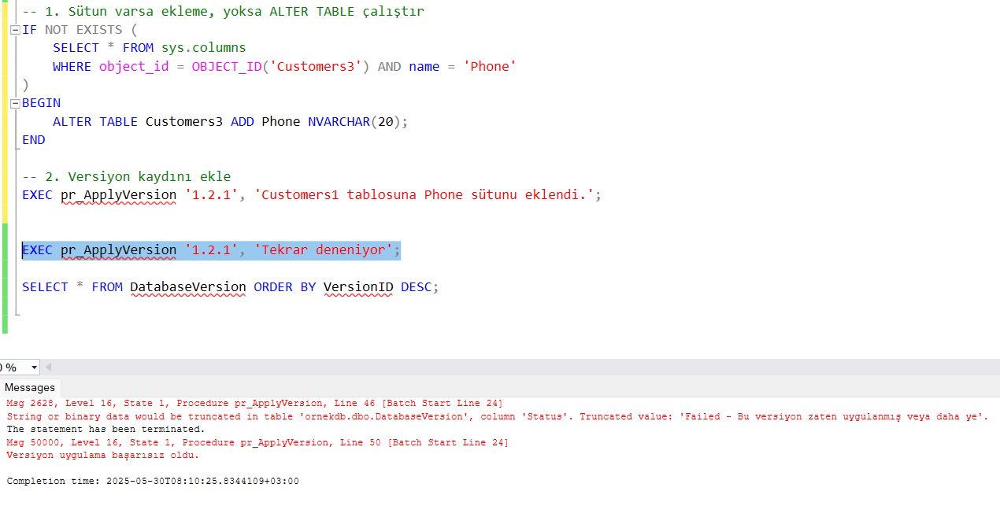 -- 1. Sütun varsa ekleme, yoksa ALTER TABLE çalıştır
IF NOT EXISTS (
SELECT * FROM sys.columns
WHERE object_id = OBJECT_ID('Customers3') AND name = 'Phone'
)
BEGIN
ALTER TABLE Customers3 ADD Phone NVARCHAR(20);
END
-- 2. Versiyon kaydını ekle
EXEC pr_ApplyVersion '1.2.1', 'Customers1 tablosuna Phone sütunu eklendi.';
EXEC pr_ApplyVersion '1.2.1', 'Tekrar deneniyor';
SELECT * FROM DatabaseVersion ORDER BY VersionID DESC;
%
Messages
Msg 2628, Level 16, State 1, Procedure pr_ApplyVersion, Line 46 [Batch Start Line 24]
String or binary data would be truncated in table 'ornekdb.dbo.DatabaseVersion', column 'Status'. Truncated value: 'Failed - Bu versiyon zaten uygulanmış veya daha ye'.
The statement has been terminated.
Msg 50000, Level 16, State 1, Procedure pr_ApplyVersion, Line 50 [Batch Start Line 24]
Versiyon uygulama başarısız oldu.
Completion time: 2025-05-30T08:10:25.8344109+03:00